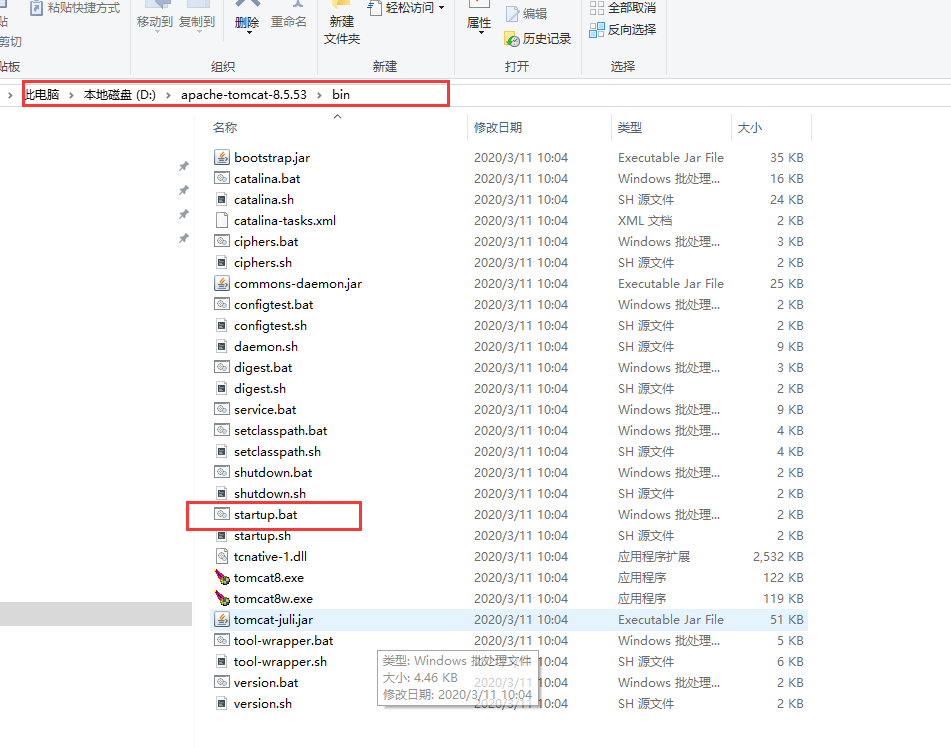 粘贴快捷方式
贴
剪切
贴板
移动到 复制到 删除 重命名
组织
新建
文件夹
轻松访问
新建
属性
编辑
历史记录
打开
全部取消
反向选择
选择
此电脑 > 本地磁盘 (D:) > apache-tomcat-8.5.53 > bin
名称 修改日期 类型 大小
bootstrap.jar 2020/3/11 10:04 Executable Jar File 35 KB
catalina.bat 2020/3/11 10:04 Windows 批处理... 16 KB
catalina.sh 2020/3/11 10:04 SH 源文件 24 KB
catalina-tasks.xml 2020/3/11 10:04 XML 文档 2 KB
ciphers.bat 2020/3/11 10:04 Windows 批处理... 3 KB
ciphers.sh 2020/3/11 10:04 SH 源文件 2 KB
commons-daemon.jar 2020/3/11 10:04 Executable Jar File 25 KB
configtest.bat 2020/3/11 10:04 Windows 批处理... 2 KB
configtest.sh 2020/3/11 10:04 SH 源文件 2 KB
daemon.sh 2020/3/11 10:04 SH 源文件 9 KB
digest.bat 2020/3/11 10:04 Windows 批处理... 3 KB
digest.sh 2020/3/11 10:04 SH 源文件 2 KB
service.bat 2020/3/11 10:04 Windows 批处理... 9 KB
setclasspath.bat 2020/3/11 10:04 Windows 批处理... 4 KB
setclasspath.sh 2020/3/11 10:04 SH 源文件 4 KB
shutdown.bat 2020/3/11 10:04 Windows 批处理... 2 KB
shutdown.sh 2020/3/11 10:04 SH 源文件 2 KB
startup.bat 2020/3/11 10:04 Windows 批处理... 2 KB
startup.sh 2020/3/11 10:04 SH 源文件 2 KB
tcnative-1.dll 2020/3/11 10:04 应用程序扩展 2,532 KB
tomcat8.exe 2020/3/11 10:04 应用程序 122 KB
tomcat8w.exe 2020/3/11 10:04 应用程序 119 KB
tomcat-juli.jar 2020/3/11 10:04 Executable Jar File 51 KB
tool-wrapper.bat 2020/3/11 10:04 Windows 批处理... 5 KB
tool-wrapper.sh 2020/3/11 10:04 SH 源文件 6 KB
version.bat 2020/3/11 10:04 Windows 批处理... 2 KB
version.sh 2020/3/11 10:04 SH 源文件 2 KB
类型: Windows 批处理文件
大小: 4.46 KB
修改日期: 2020/3/11 10:04